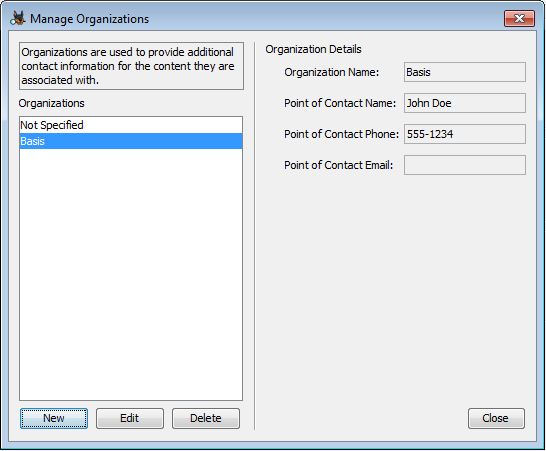 Manage Organizations
Organizations are used to provide additional
contact information for the content they are
associated with.
Organizations
Not Specified
Basis
New
Edit
Delete
Organization Details
Organization Name: Basis
Point of Contact Name: John Doe
Point of Contact Phone: 555-1234
Point of Contact Email:
Close